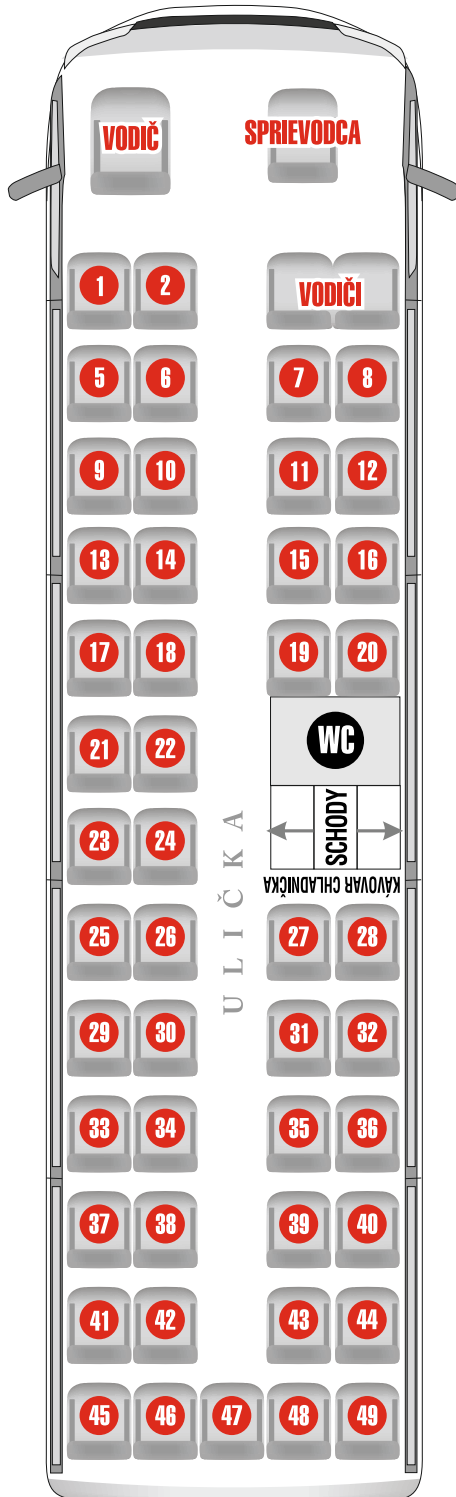 VODIČ SPRIEVODCA
1 2 VODIČI
5 6 7 8
9 10 11 12
13 14 15 16
17 18 19 20
21 22 WC
23 24 SCHODY
KÁVOVAR CHLADNIČKA
ULIČKA
25 26 27 28
29 30 31 32
33 34 35 36
37 38 39 40
41 42 43 44
45 46 47 48 49